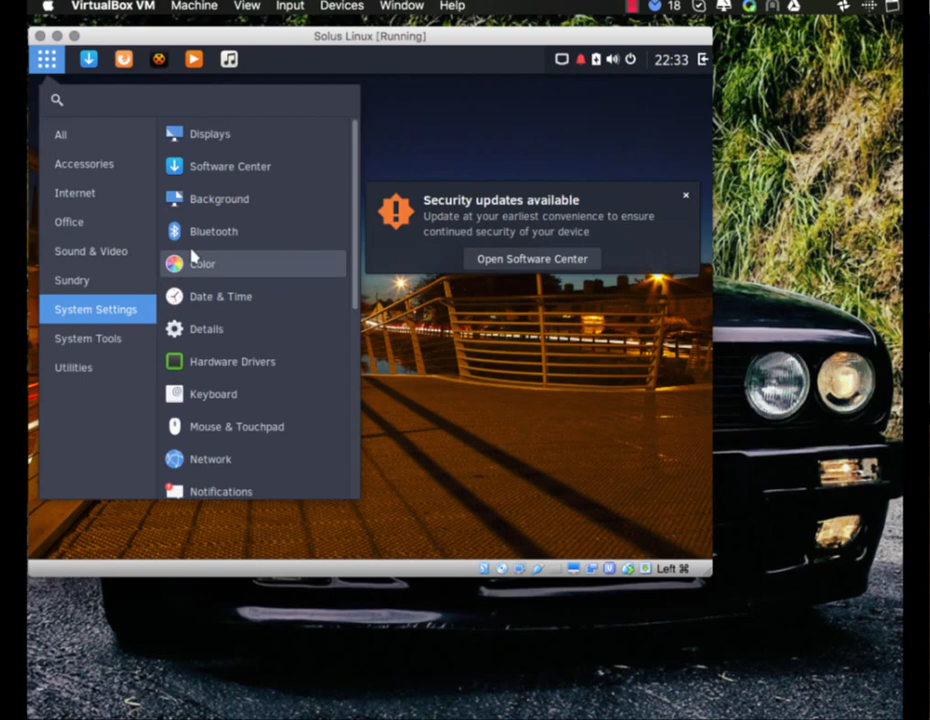 VirtualBox VM Machine View Input Devices Window Help 18
Solus Linux [Running]
22:33
All
Accessories
Internet
Office
Sound & Video
Sundry
System Settings
System Tools
Utilities
Displays
Software Center
Background
Bluetooth
Color
Date & Time
Details
Hardware Drivers
Keyboard
Mouse & Touchpad
Network
Notifications
Security updates available
Update at your earliest convenience to ensure
continued security of your device
Open Software Center
Left ⌘